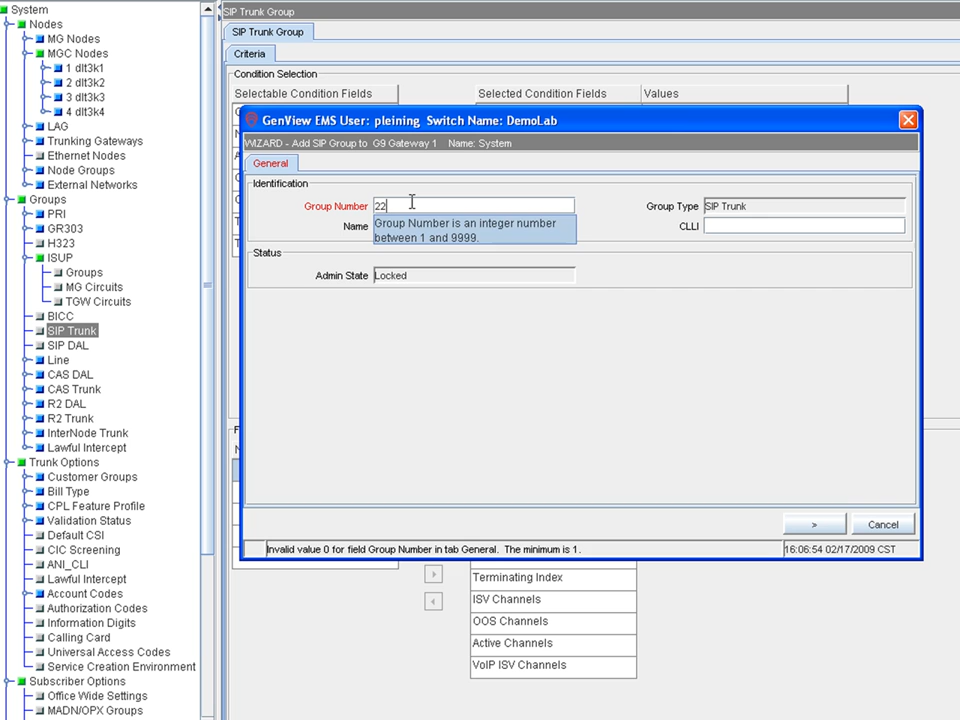 System
Nodes
MG Nodes
MGC Nodes
1 dlt3k1
2 dlt3k2
3 dlt3k3
4 dlt3k4
LAG
Trunking Gateways
Ethernet Nodes
Node Groups
External Networks
Groups
PRI
GR303
H323
ISUP
Groups
MG Circuits
TGW Circuits
BICC
SIP Trunk
SIP DAL
Line
CAS DAL
CAS Trunk
R2 DAL
R2 Trunk
InterNode Trunk
Lawful Intercept
Trunk Options
Customer Groups
Bill Type
CPL Feature Profile
Validation Status
Default CSI
CIC Screening
ANI_CLI
Lawful Intercept
Account Codes
Authorization Codes
Information Digits
Calling Card
Universal Access Codes
Service Creation Environment
Subscriber Options
Office Wide Settings
MADN/OPX Groups
SIP Trunk Group
SIP Trunk Group
Criteria
Condition Selection
Selectable Condition Fields Selected Condition Fields Values
GenView EMS User: pleining Switch Name: DemoLab
WIZARD - Add SIP Group to G9 Gateway 1 Name: System
General
Identification
Group Number 22 Group Type SIP Trunk
Name CLLI
Group Number is an integer number
between 1 and 9999.
Status
Admin State Locked
> Cancel
Invalid value 0 for field Group Number in tab General. The minimum is 1. 16:06:54 02/17/2009 CST
Terminating Index
ISV Channels
OOS Channels
Active Channels
VoIP ISV Channels